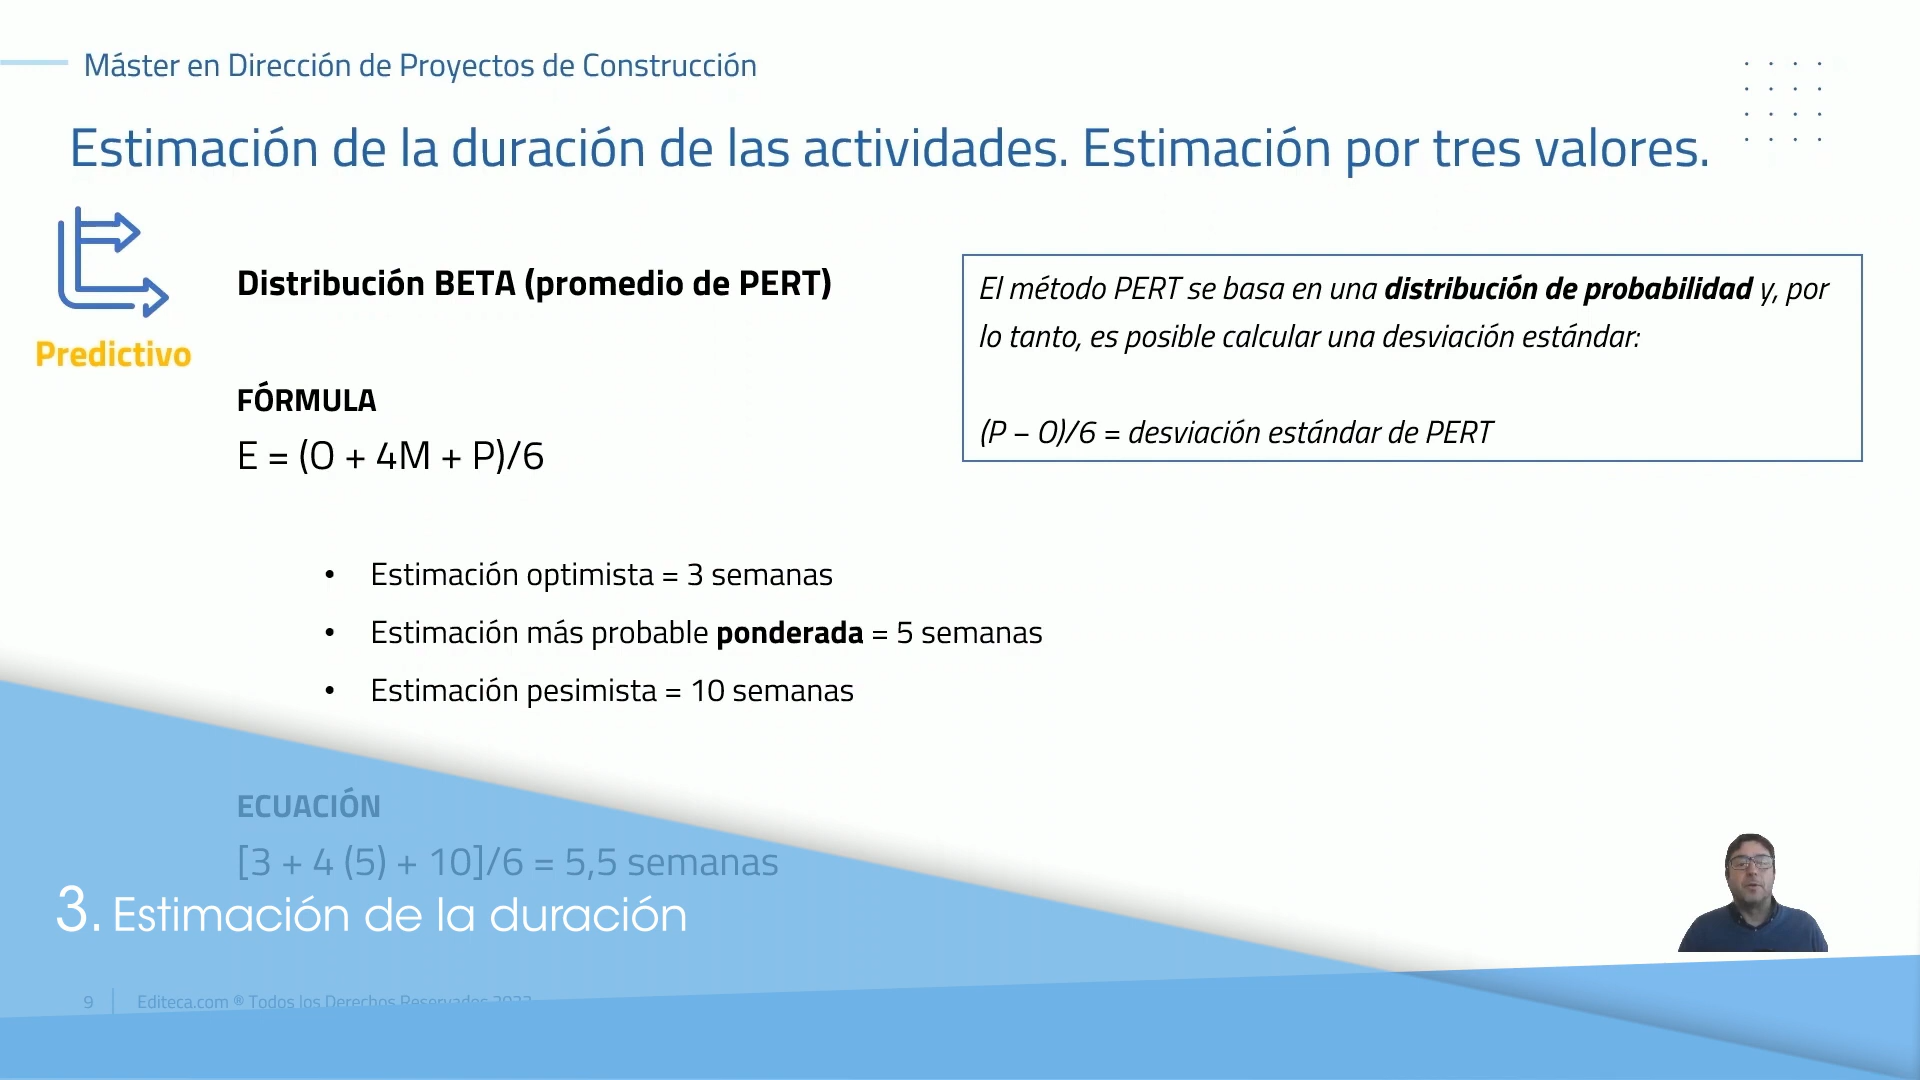 Máster en Dirección de Proyectos de Construcción
Estimación de la duración de las actividades. Estimación por tres valores.
Predictivo
Distribución BETA (promedio de PERT)
FÓRMULA
E = (O + 4M + P)/6
El método PERT se basa en una distribución de probabilidad y, por
lo tanto, es posible calcular una desviación estándar:
(P – O)/6 = desviación estándar de PERT
• Estimación optimista = 3 semanas
• Estimación más probable ponderada = 5 semanas
• Estimación pesimista = 10 semanas
ECUACIÓN
[3 + 4 (5) + 10]/6 = 5,5 semanas
3. Estimación de la duración
9 Editeca.com ® Todos los Derechos Reservados